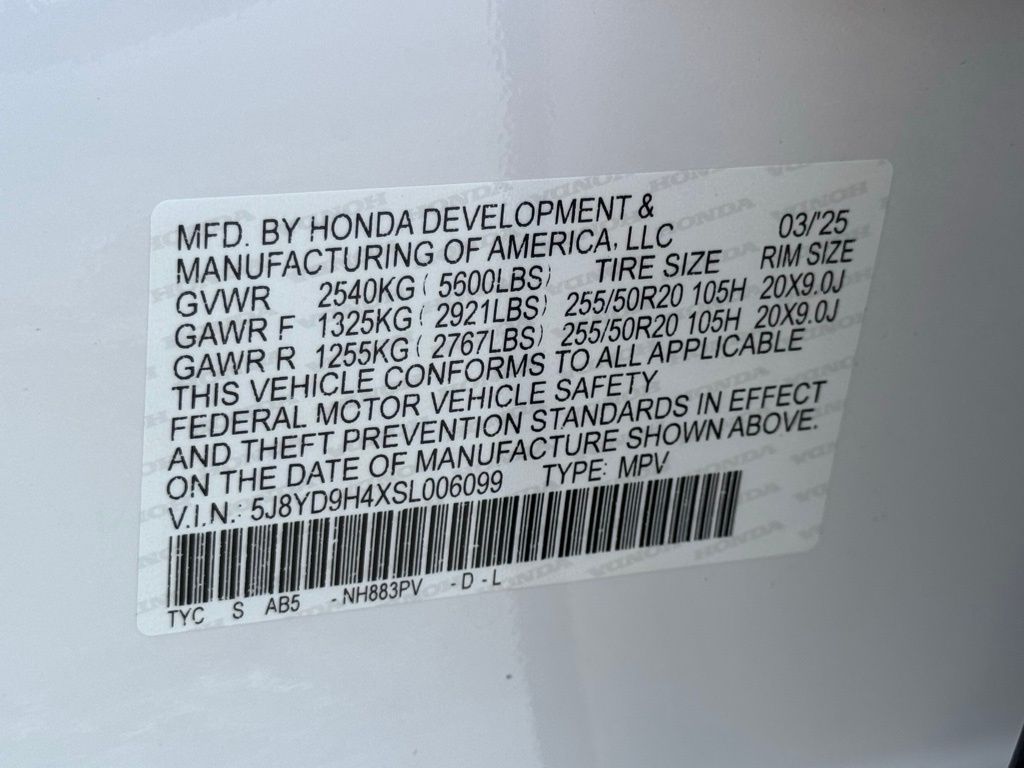 MFD. BY HONDA DEVELOPMENT & 03/'25
MANUFACTURING OF AMERICA, LLC
GVWR 2540KG ( 5600LBS) TIRE SIZE RIM SIZE
GAWR F 1325KG ( 2921LBS) 255/50R20 105H 20X9.0J
GAWR R 1255KG ( 2767LBS) 255/50R20 105H 20X9.0J
THIS VEHICLE CONFORMS TO ALL APPLICABLE
FEDERAL MOTOR VEHICLE SAFETY
AND THEFT PREVENTION STANDARDS IN EFFECT
ON THE DATE OF MANUFACTURE SHOWN ABOVE.
V.I.N.: 5J8YD9H4XSL006099 TYPE: MPV
TYC S AB5 - NH883PV - D - L